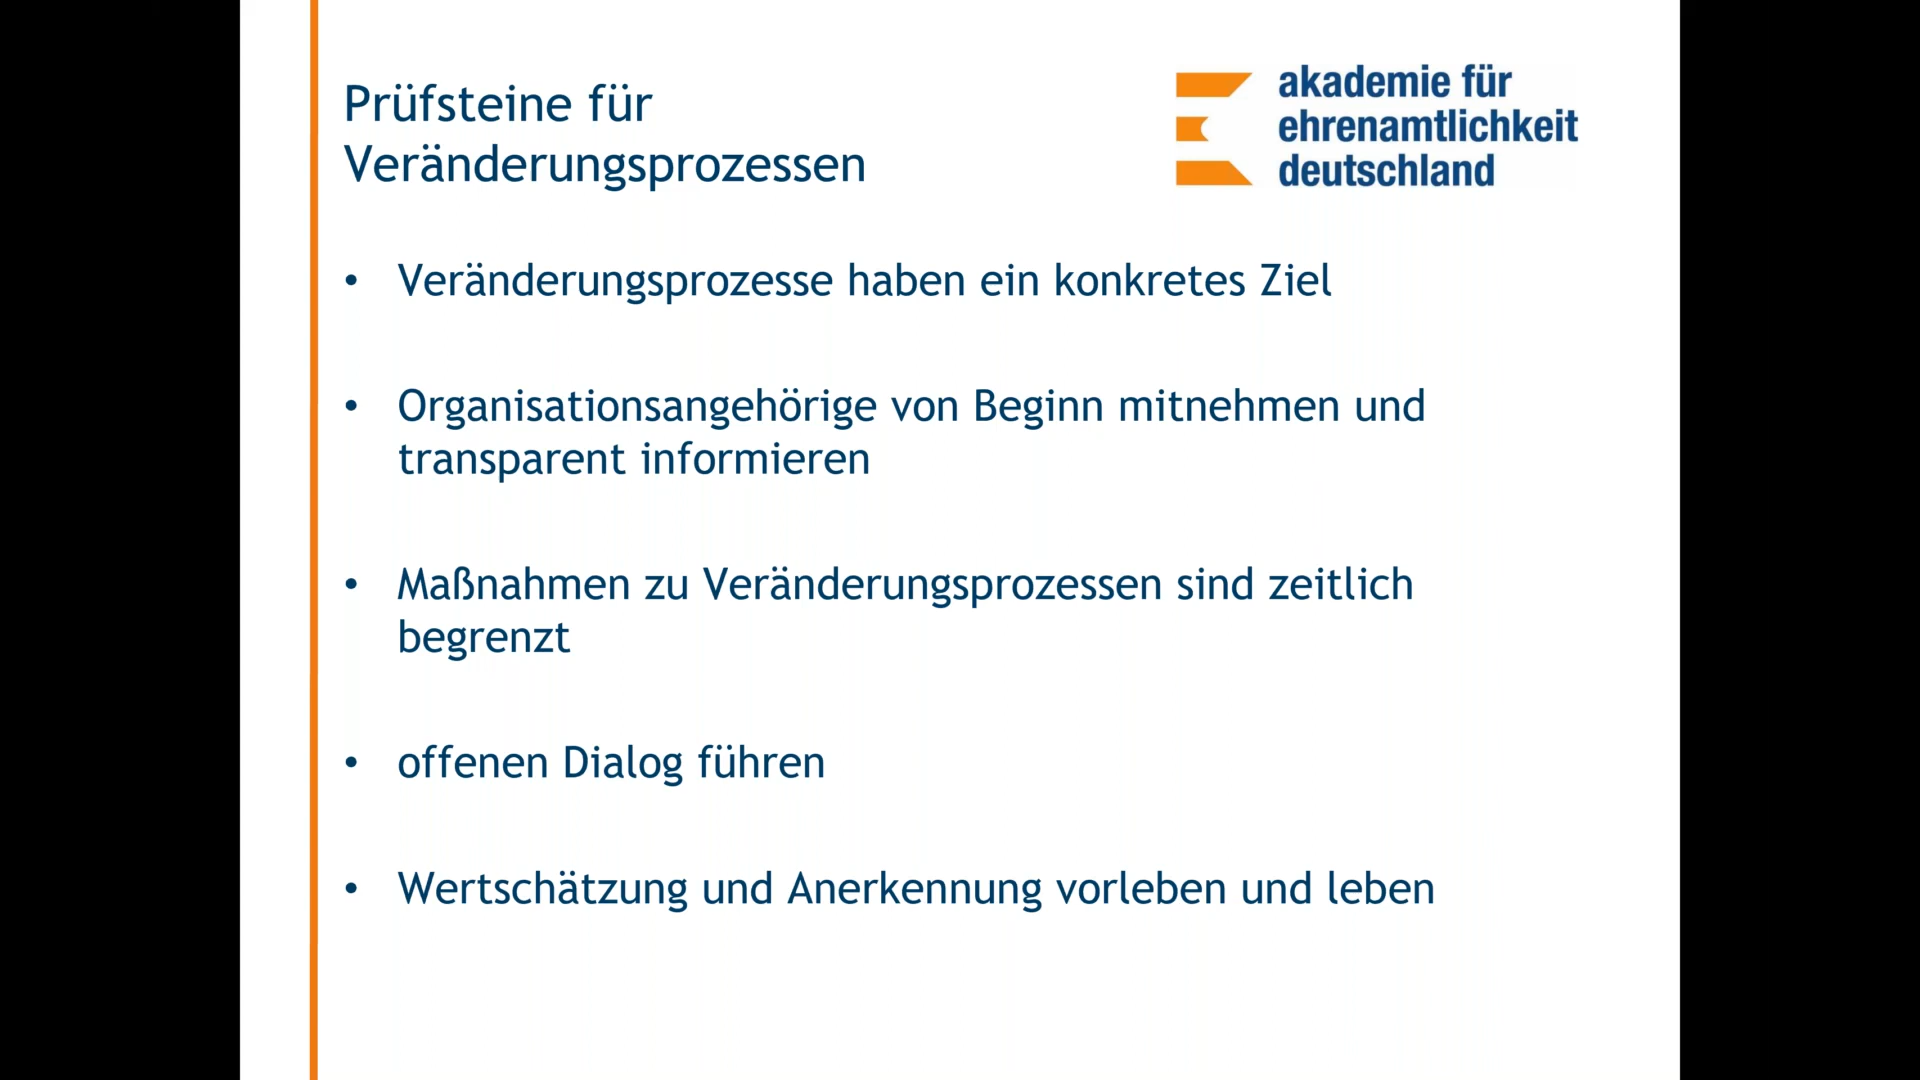 Prüfsteine für
Veränderungsprozessen
akademie für
ehrenamtlichkeit
deutschland
• Veränderungsprozesse haben ein konkretes Ziel
• Organisationsangehörige von Beginn mitnehmen und
transparent informieren
• Maßnahmen zu Veränderungsprozessen sind zeitlich
begrenzt
• offenen Dialog führen
• Wertschätzung und Anerkennung vorleben und leben